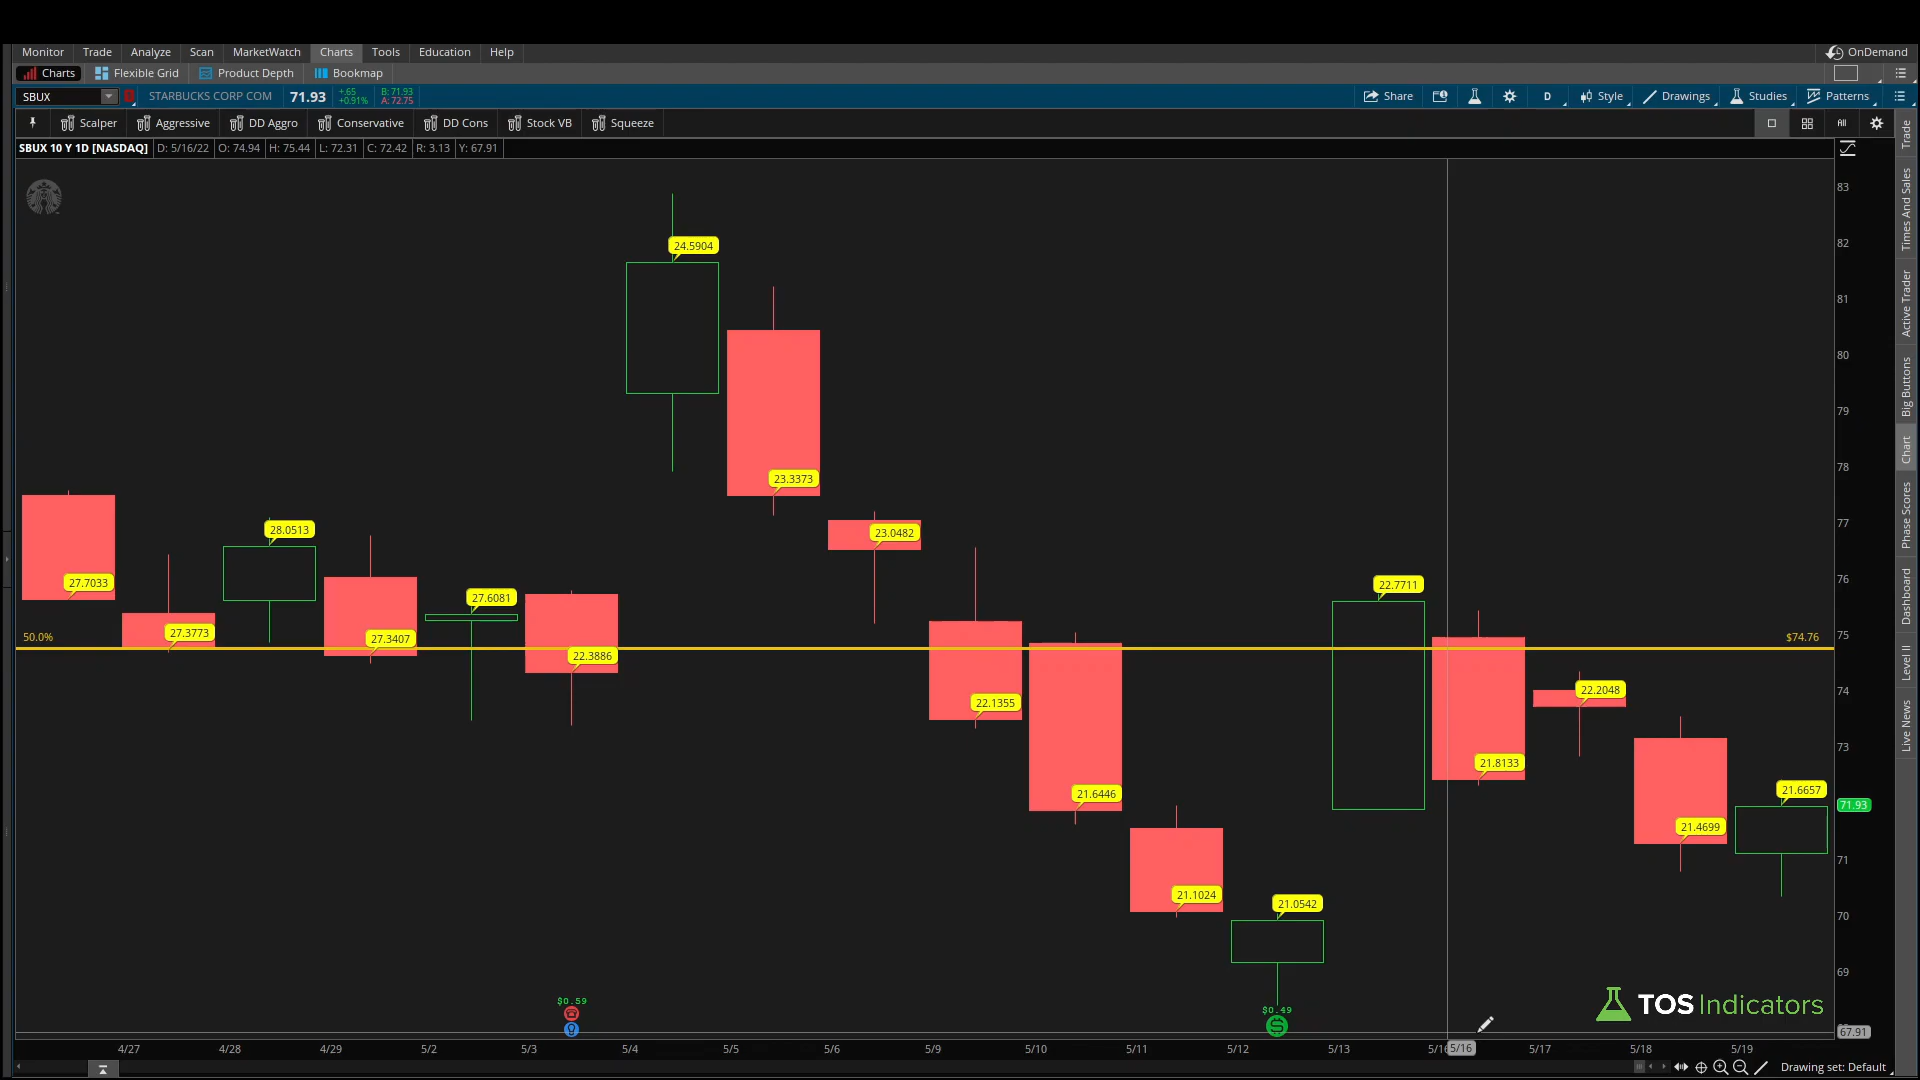 Monitor Trade Analyze Scan MarketWatch Charts Tools Education Help OnDemand
Charts Flexible Grid Product Depth Bookmap
SBUX STARBUCKS CORP COM 71.93 +.65 +0.91% B: 71.93 A: 72.75 Share D Style Drawings Studies Patterns
Scalper Aggressive DD Aggro Conservative DD Cons Stock VB Squeeze All
SBUX 10 Y 1D [NASDAQ] D: 5/16/22 O: 74.94 H: 75.44 L: 72.31 C: 72.42 R: 3.13 Y: 67.91
83
82
24.5904
81
80
79
23.3373
78
77
28.0513
23.0482
76
27.7033
22.7711
27.6081
27.3773
27.3407
50.0%
$74.76
75
22.3886
22.2048
74
22.1355
73
21.8133
21.6446
21.6657
71.93
21.4699
71
21.1024
21.0542
70
69
$0.59
$0.49
TOS Indicators
67.91
4/27 4/28 4/29 5/2 5/3 5/4 5/5 5/6 5/9 5/10 5/11 5/12 5/13 5/16 5/17 5/18 5/19
Drawing set: Default
Trade
Times And Sales
Active Trader
Big Buttons
Chart
Phase Scores
Dashboard
Level II
Live News